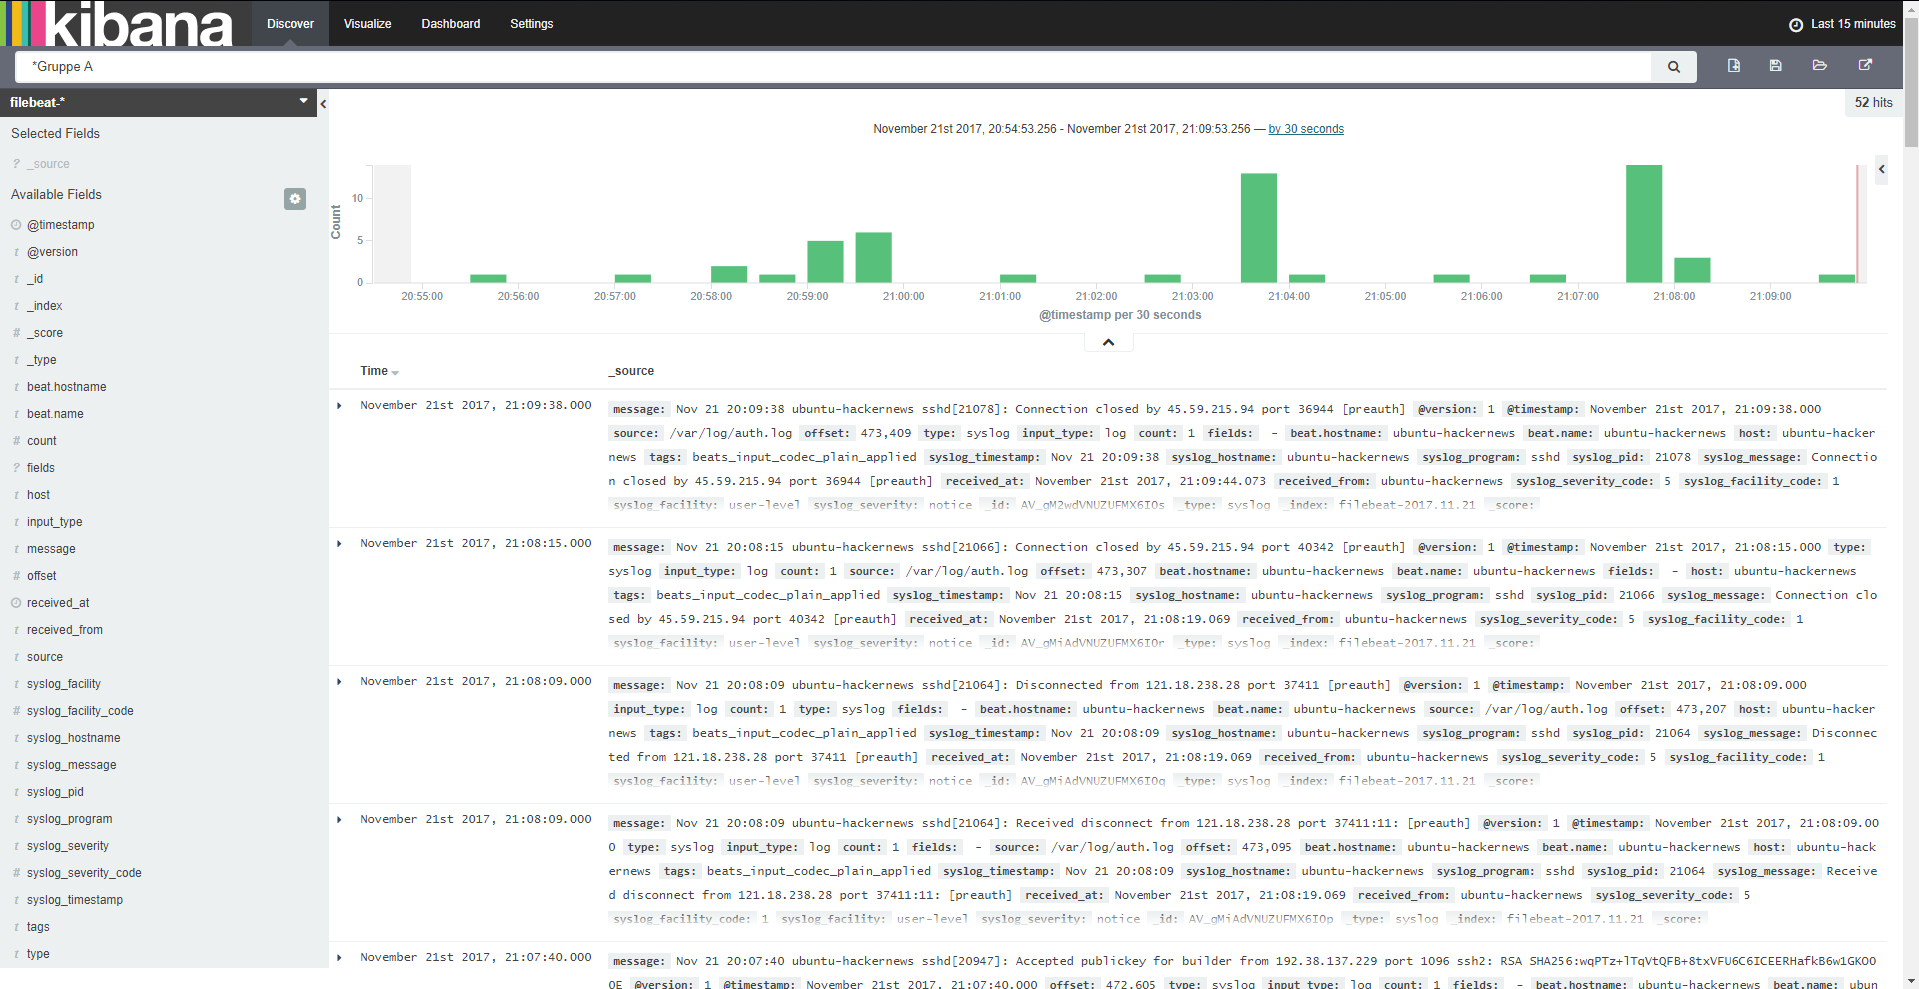 kibana Discover Visualize Dashboard Settings Last 15 minutes
*Gruppe A
filebeat-*
52 hits
Selected Fields
? _source
Available Fields
@timestamp
t @version
t _id
t _index
# _score
t _type
t beat.hostname
t beat.name
# count
? fields
t host
t input_type
t message
# offset
received_at
t received_from
t source
t syslog_facility
# syslog_facility_code
t syslog_hostname
t syslog_message
t syslog_pid
t syslog_program
t syslog_severity
# syslog_severity_code
t syslog_timestamp
t tags
t type
November 21st 2017, 20:54:53.256 - November 21st 2017, 21:09:53.256 — by 30 seconds
Count
10
5
0
20:55:00 20:56:00 20:57:00 20:58:00 20:59:00 21:00:00 21:01:00 21:02:00 21:03:00 21:04:00 21:05:00 21:06:00 21:07:00 21:08:00 21:09:00
@timestamp per 30 seconds
Time _source
November 21st 2017, 21:09:38.000
message: Nov 21 20:09:38 ubuntu-hackernews sshd[21078]: Connection closed by 45.59.215.94 port 36944 [preauth] @version: 1 @timestamp: November 21st 2017, 21:09:38.000
source: /var/log/auth.log offset: 473,409 type: syslog input_type: log count: 1 fields: - beat.hostname: ubuntu-hackernews beat.name: ubuntu-hackernews host: ubuntu-hacker
news tags: beats_input_codec_plain_applied syslog_timestamp: Nov 21 20:09:38 syslog_hostname: ubuntu-hackernews syslog_program: sshd syslog_pid: 21078 syslog_message: Connectio
n closed by 45.59.215.94 port 36944 [preauth] received_at: November 21st 2017, 21:09:44.073 received_from: ubuntu-hackernews syslog_severity_code: 5 syslog_facility_code: 1
syslog_facility: user-level syslog_severity: notice _id: AV_gM2wdVNUZUFMX6IOs _type: syslog _index: filebeat-2017.11.21 _score:
November 21st 2017, 21:08:15.000
message: Nov 21 20:08:15 ubuntu-hackernews sshd[21066]: Connection closed by 45.59.215.94 port 40342 [preauth] @version: 1 @timestamp: November 21st 2017, 21:08:15.000 type:
syslog input_type: log count: 1 source: /var/log/auth.log offset: 473,307 beat.hostname: ubuntu-hackernews beat.name: ubuntu-hackernews fields: - host: ubuntu-hackernews
tags: beats_input_codec_plain_applied syslog_timestamp: Nov 21 20:08:15 syslog_hostname: ubuntu-hackernews syslog_program: sshd syslog_pid: 21066 syslog_message: Connection clo
sed by 45.59.215.94 port 40342 [preauth] received_at: November 21st 2017, 21:08:19.069 received_from: ubuntu-hackernews syslog_severity_code: 5 syslog_facility_code: 1
syslog_facility: user-level syslog_severity: notice _id: AV_gMiAdVNUZUFMX6IOr _type: syslog _index: filebeat-2017.11.21 _score:
November 21st 2017, 21:08:09.000
message: Nov 21 20:08:09 ubuntu-hackernews sshd[21064]: Disconnected from 121.18.238.28 port 37411 [preauth] @version: 1 @timestamp: November 21st 2017, 21:08:09.000
input_type: log count: 1 type: syslog fields: - beat.hostname: ubuntu-hackernews beat.name: ubuntu-hackernews source: /var/log/auth.log offset: 473,207 host: ubuntu-hacker
news tags: beats_input_codec_plain_applied syslog_timestamp: Nov 21 20:08:09 syslog_hostname: ubuntu-hackernews syslog_program: sshd syslog_pid: 21064 syslog_message: Disconnec
ted from 121.18.238.28 port 37411 [preauth] received_at: November 21st 2017, 21:08:19.069 received_from: ubuntu-hackernews syslog_severity_code: 5 syslog_facility_code: 1
syslog_facility: user-level syslog_severity: notice _id: AV_gMiAdVNUZUFMX6IOq _type: syslog _index: filebeat-2017.11.21 _score:
November 21st 2017, 21:08:09.000
message: Nov 21 20:08:09 ubuntu-hackernews sshd[21064]: Received disconnect from 121.18.238.28 port 37411:11: [preauth] @version: 1 @timestamp: November 21st 2017, 21:08:09.00
0 type: syslog input_type: log count: 1 fields: - source: /var/log/auth.log offset: 473,095 beat.hostname: ubuntu-hackernews beat.name: ubuntu-hackernews host: ubuntu-hack
ernews tags: beats_input_codec_plain_applied syslog_timestamp: Nov 21 20:08:09 syslog_hostname: ubuntu-hackernews syslog_program: sshd syslog_pid: 21064 syslog_message: Receive
d disconnect from 121.18.238.28 port 37411:11: [preauth] received_at: November 21st 2017, 21:08:19.069 received_from: ubuntu-hackernews syslog_severity_code: 5
syslog_facility_code: 1 syslog_facility: user-level syslog_severity: notice _id: AV_gMiAdVNUZUFMX6IOp _type: syslog _index: filebeat-2017.11.21 _score:
November 21st 2017, 21:07:40.000
message: Nov 21 20:07:40 ubuntu-hackernews sshd[20947]: Accepted publickey for builder from 192.38.137.229 port 1096 ssh2: RSA SHA256:wqPTz+lTqVtQFB+8txVFU6C6ICEERHafkB6w1GKOO
OE @version: 1 @timestamp: November 21st 2017, 21:07:40.000 offset: 472,605 type: syslog input_type: log count: 1 fields: - beat.hostname: ubuntu-hackernews beat.name: ubun